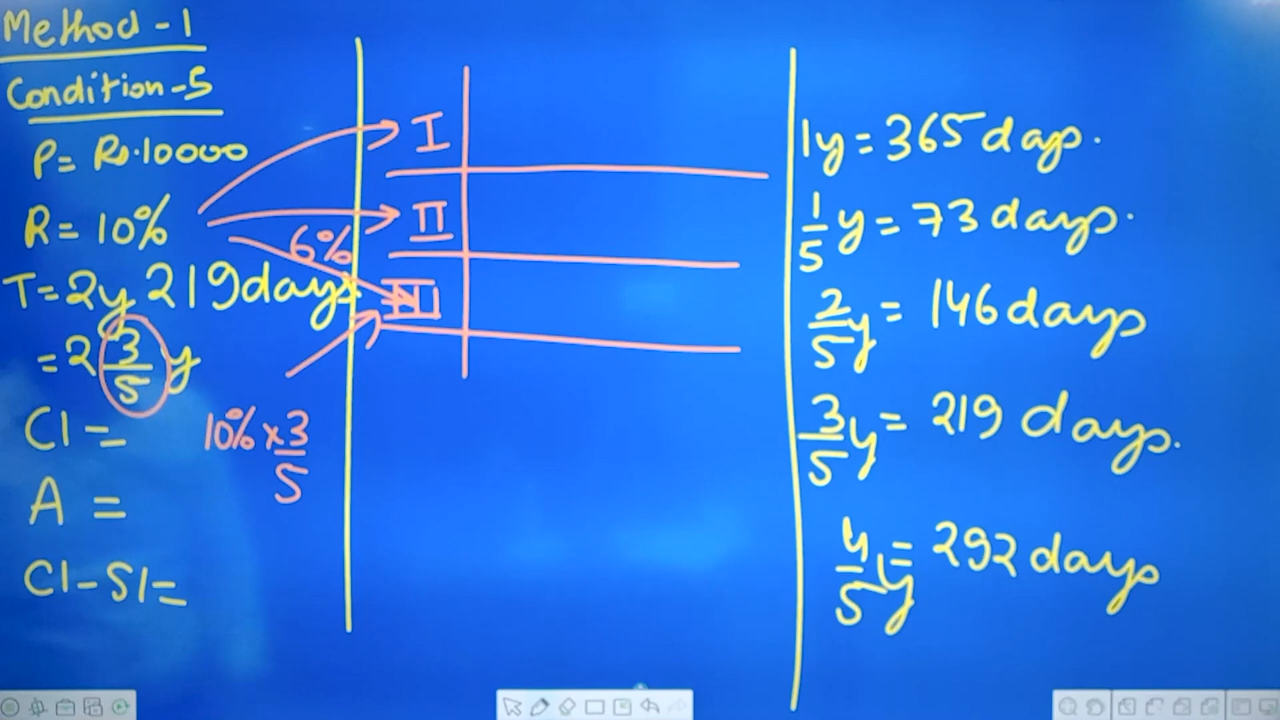 Method - 1
Condition - 5
P = Rs. 10000
R = 10%
T = 2y 219 days
= 2 3/5 y
CI =
A =
CI - SI =
6%
10% × 3/5
I
II
III
1y = 365 days.
1/5 y = 73 days.
2/5 y = 146 days
3/5 y = 219 days.
4/5 y = 292 days